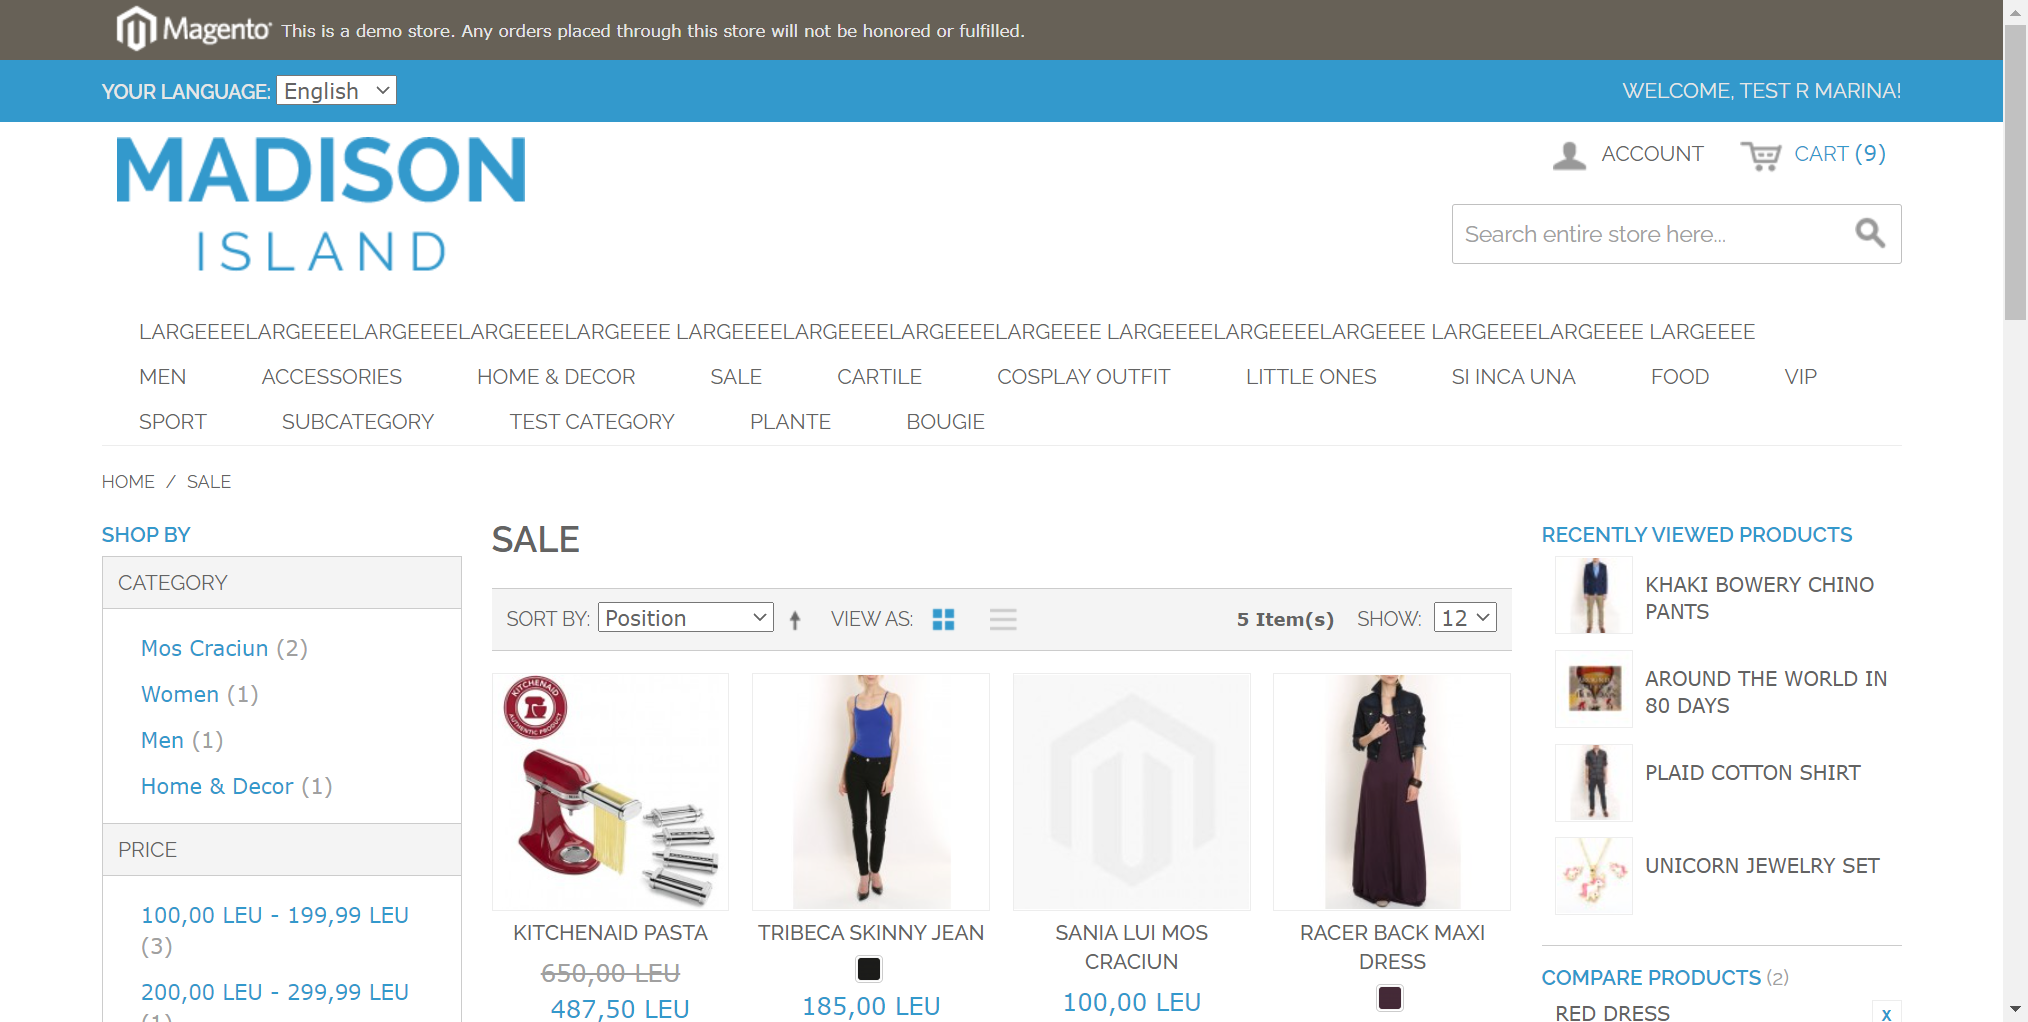 Magento® This is a demo store. Any orders placed through this store will not be honored or fulfilled.
YOUR LANGUAGE: English
WELCOME, TEST R MARINA!
MADISON
ISLAND
ACCOUNT
CART (9)
Search entire store here...
LARGEEEELARGEEEELARGEEEELARGEEEELARGEEEE LARGEEEELARGEEEELARGEEEELARGEEEE LARGEEEELARGEEEELARGEEEE LARGEEEELARGEEEE LARGEEEE
MEN ACCESSORIES HOME & DECOR SALE CARTILE COSPLAY OUTFIT LITTLE ONES SI INCA UNA FOOD VIP
SPORT SUBCATEGORY TEST CATEGORY PLANTE BOUGIE
HOME / SALE
SHOP BY
CATEGORY
Mos Craciun (2)
Women (1)
Men (1)
Home & Decor (1)
PRICE
100,00 LEU - 199,99 LEU
(3)
200,00 LEU - 299,99 LEU
(1)
SALE
SORT BY: Position VIEW AS: 5 Item(s) SHOW: 12
KITCHENAID
AUTHENTIC PRODUCT
KITCHENAID PASTA
650,00 LEU
487,50 LEU
TRIBECA SKINNY JEAN
185,00 LEU
SANIA LUI MOS
CRACIUN
100,00 LEU
RACER BACK MAXI
DRESS
RECENTLY VIEWED PRODUCTS
KHAKI BOWERY CHINO
PANTS
AROUND THE WORLD IN
80 DAYS
PLAID COTTON SHIRT
UNICORN JEWELRY SET
COMPARE PRODUCTS (2)
RED DRESS
x